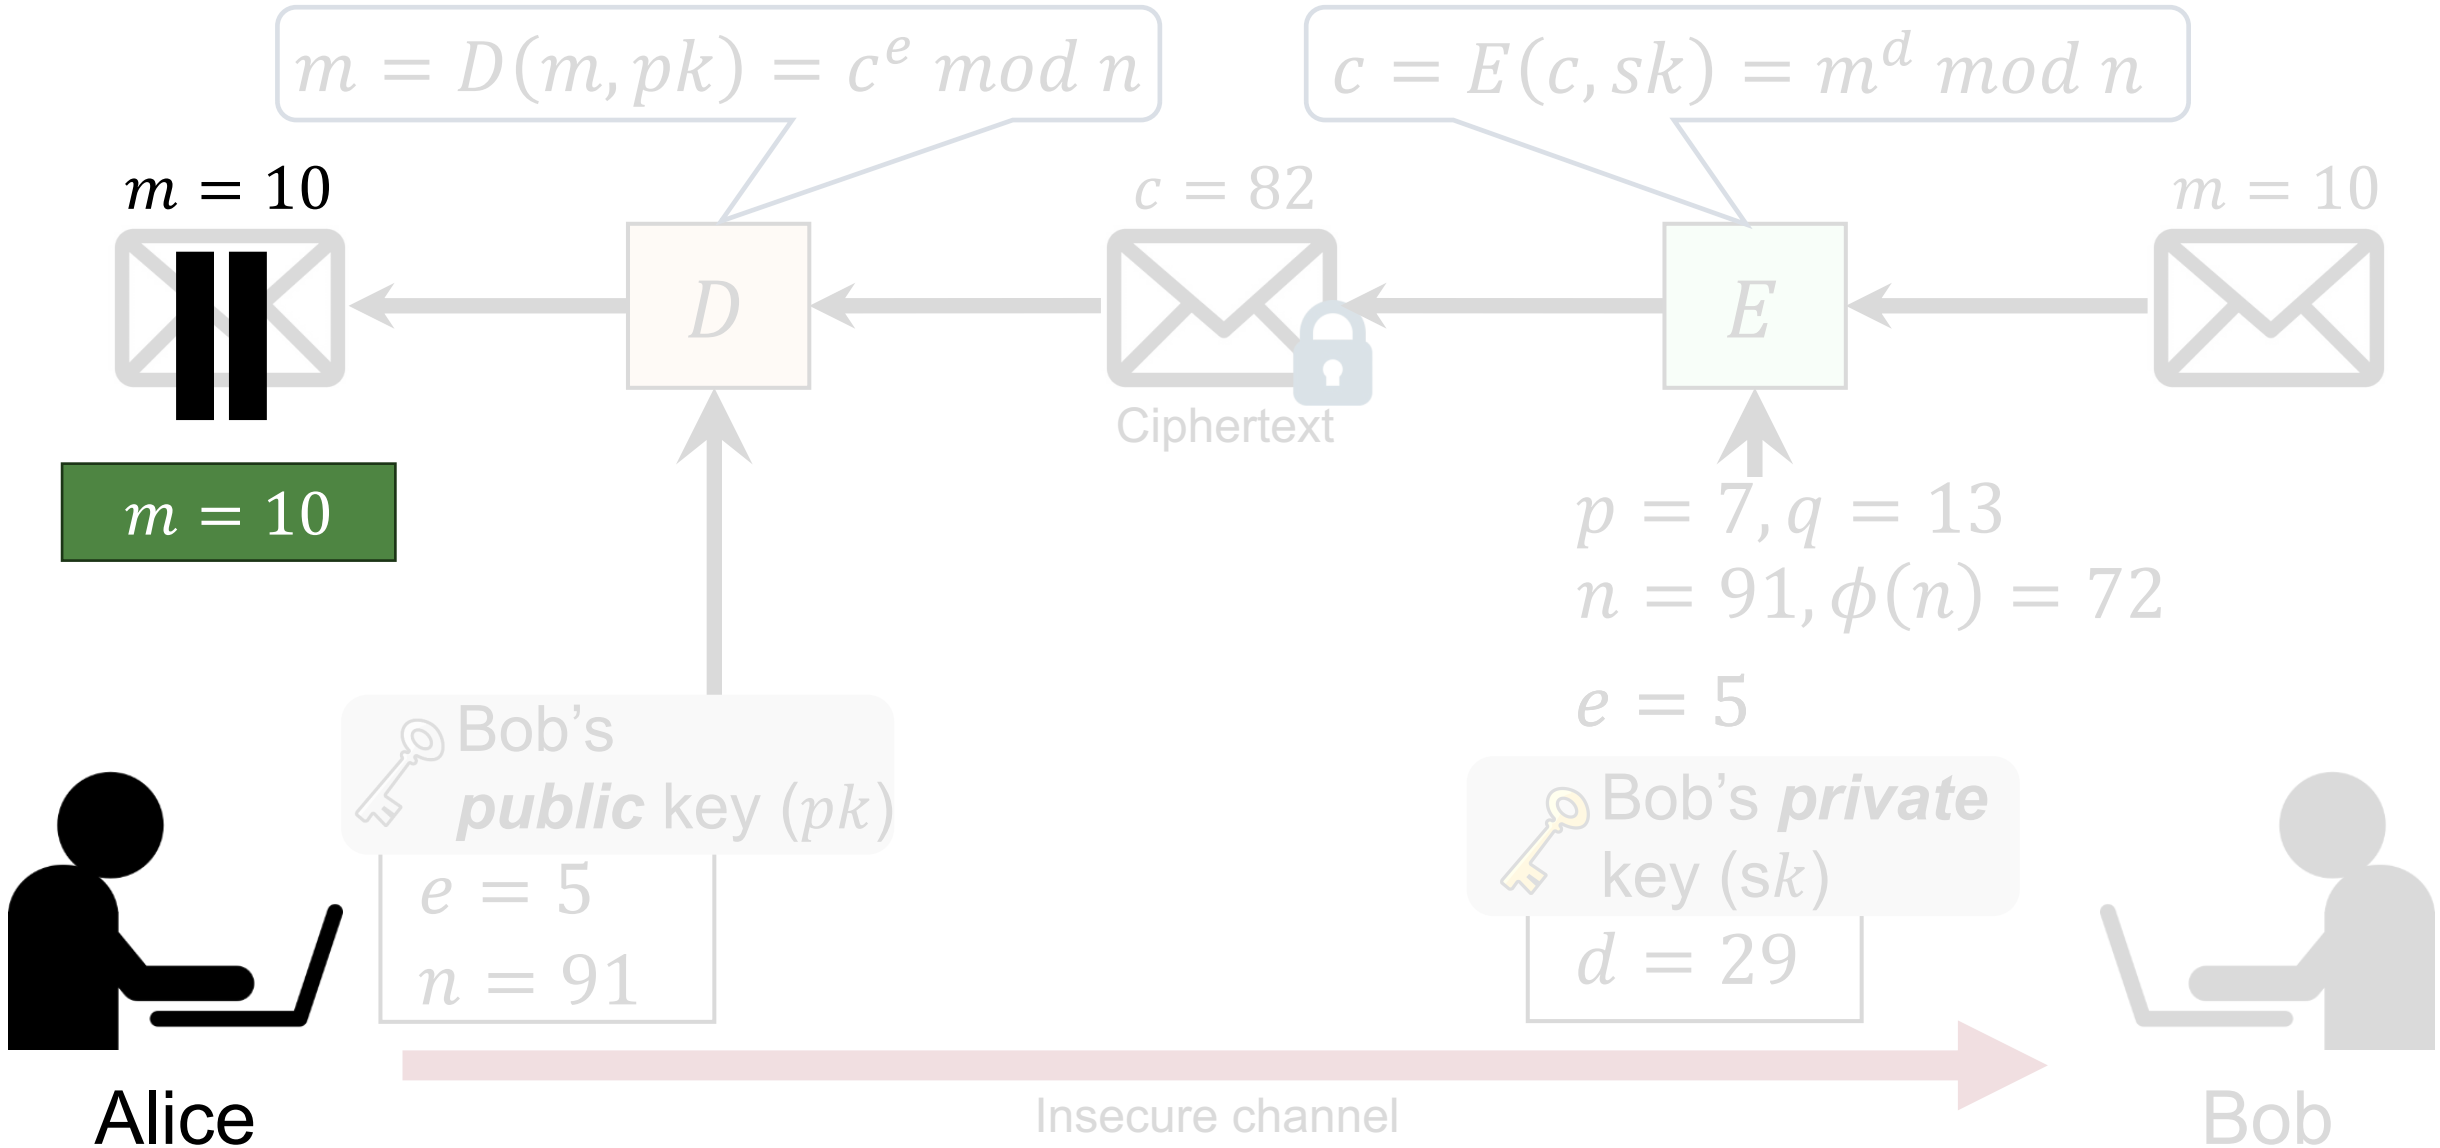 m = D(m, pk) = c^e mod n
c = E(c, sk) = m^d mod n
m = 10
c = 82
m = 10
D
E
Ciphertext
m = 10
p = 7, q = 13
n = 91, ϕ(n) = 72
e = 5
Bob's
public key (pk)
e = 5
n = 91
Bob's private
key (sk)
d = 29
Insecure channel
Alice
Bob